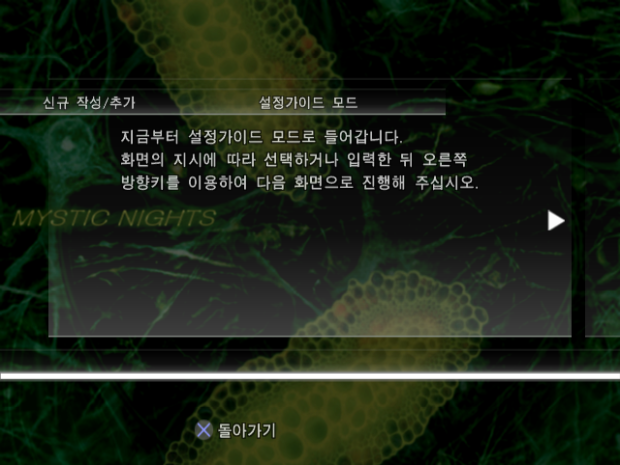 신규 작성/추가
설정가이드 모드
지금부터 설정가이드 모드로 들어갑니다.
화면의 지시에 따라 선택하거나 입력한 뒤 오른쪽
방향키를 이용하여 다음 화면으로 진행해 주십시오.
MYSTIC NIGHTS
돌아가기